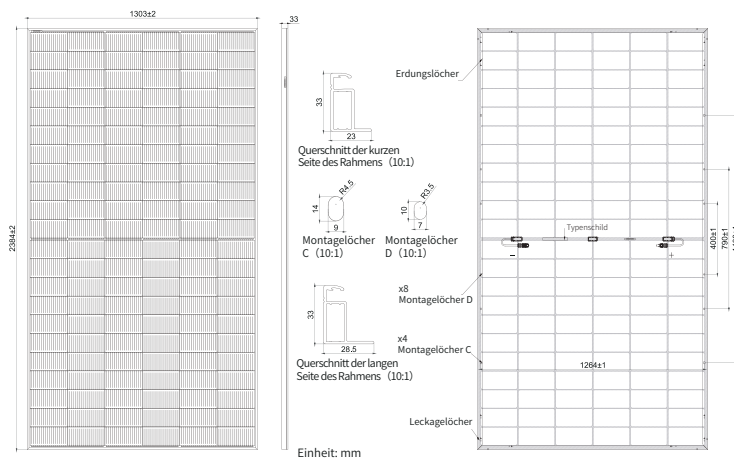 1303±2
33
2384±2
33
23
Querschnitt der kurzen
Seite des Rahmens（10:1）
14
R4.5
9
Montagelöcher
C（10:1）
10
R3.5
7
Montagelöcher
D（10:1）
33
28.5
Querschnitt der langen
Seite des Rahmens（10:1）
Einheit: mm
Erdungslöcher
Typenschild
－
+
x8
Montagelöcher D
x4
Montagelöcher C
1264±1
Leckagelöcher
400±1
790±1